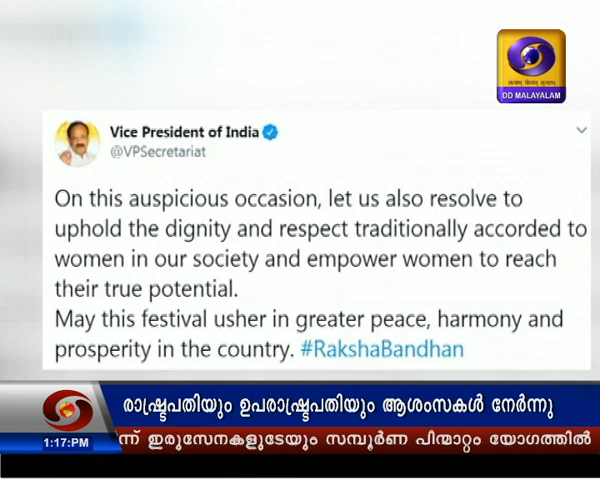 DD MALAYALAM
Vice President of India
@VPSecretariat
On this auspicious occasion, let us also resolve to
uphold the dignity and respect traditionally accorded to
women in our society and empower women to reach
their true potential.
May this festival usher in greater peace, harmony and
prosperity in the country. #RakshaBandhan
രാഷ്ട്രപതിയും ഉപരാഷ്ട്രപതിയും ആശംസകൾ നേർന്നു
1:17:PM
ന്ന് ഇരുസേനകളുടേയും സമ്പൂർണ പിന്മാറ്റം യോഗത്തിൽ